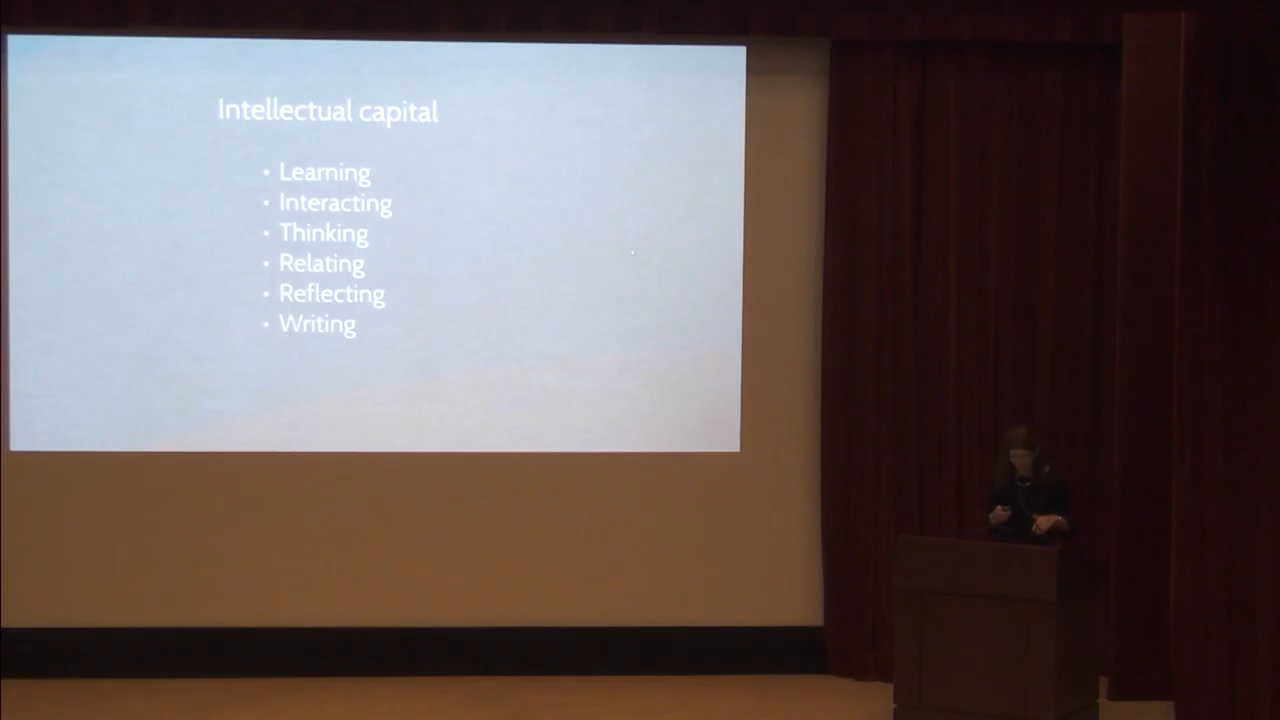 Intellectual capital
• Learning
• Interacting
• Thinking
• Relating
• Reflecting
• Writing